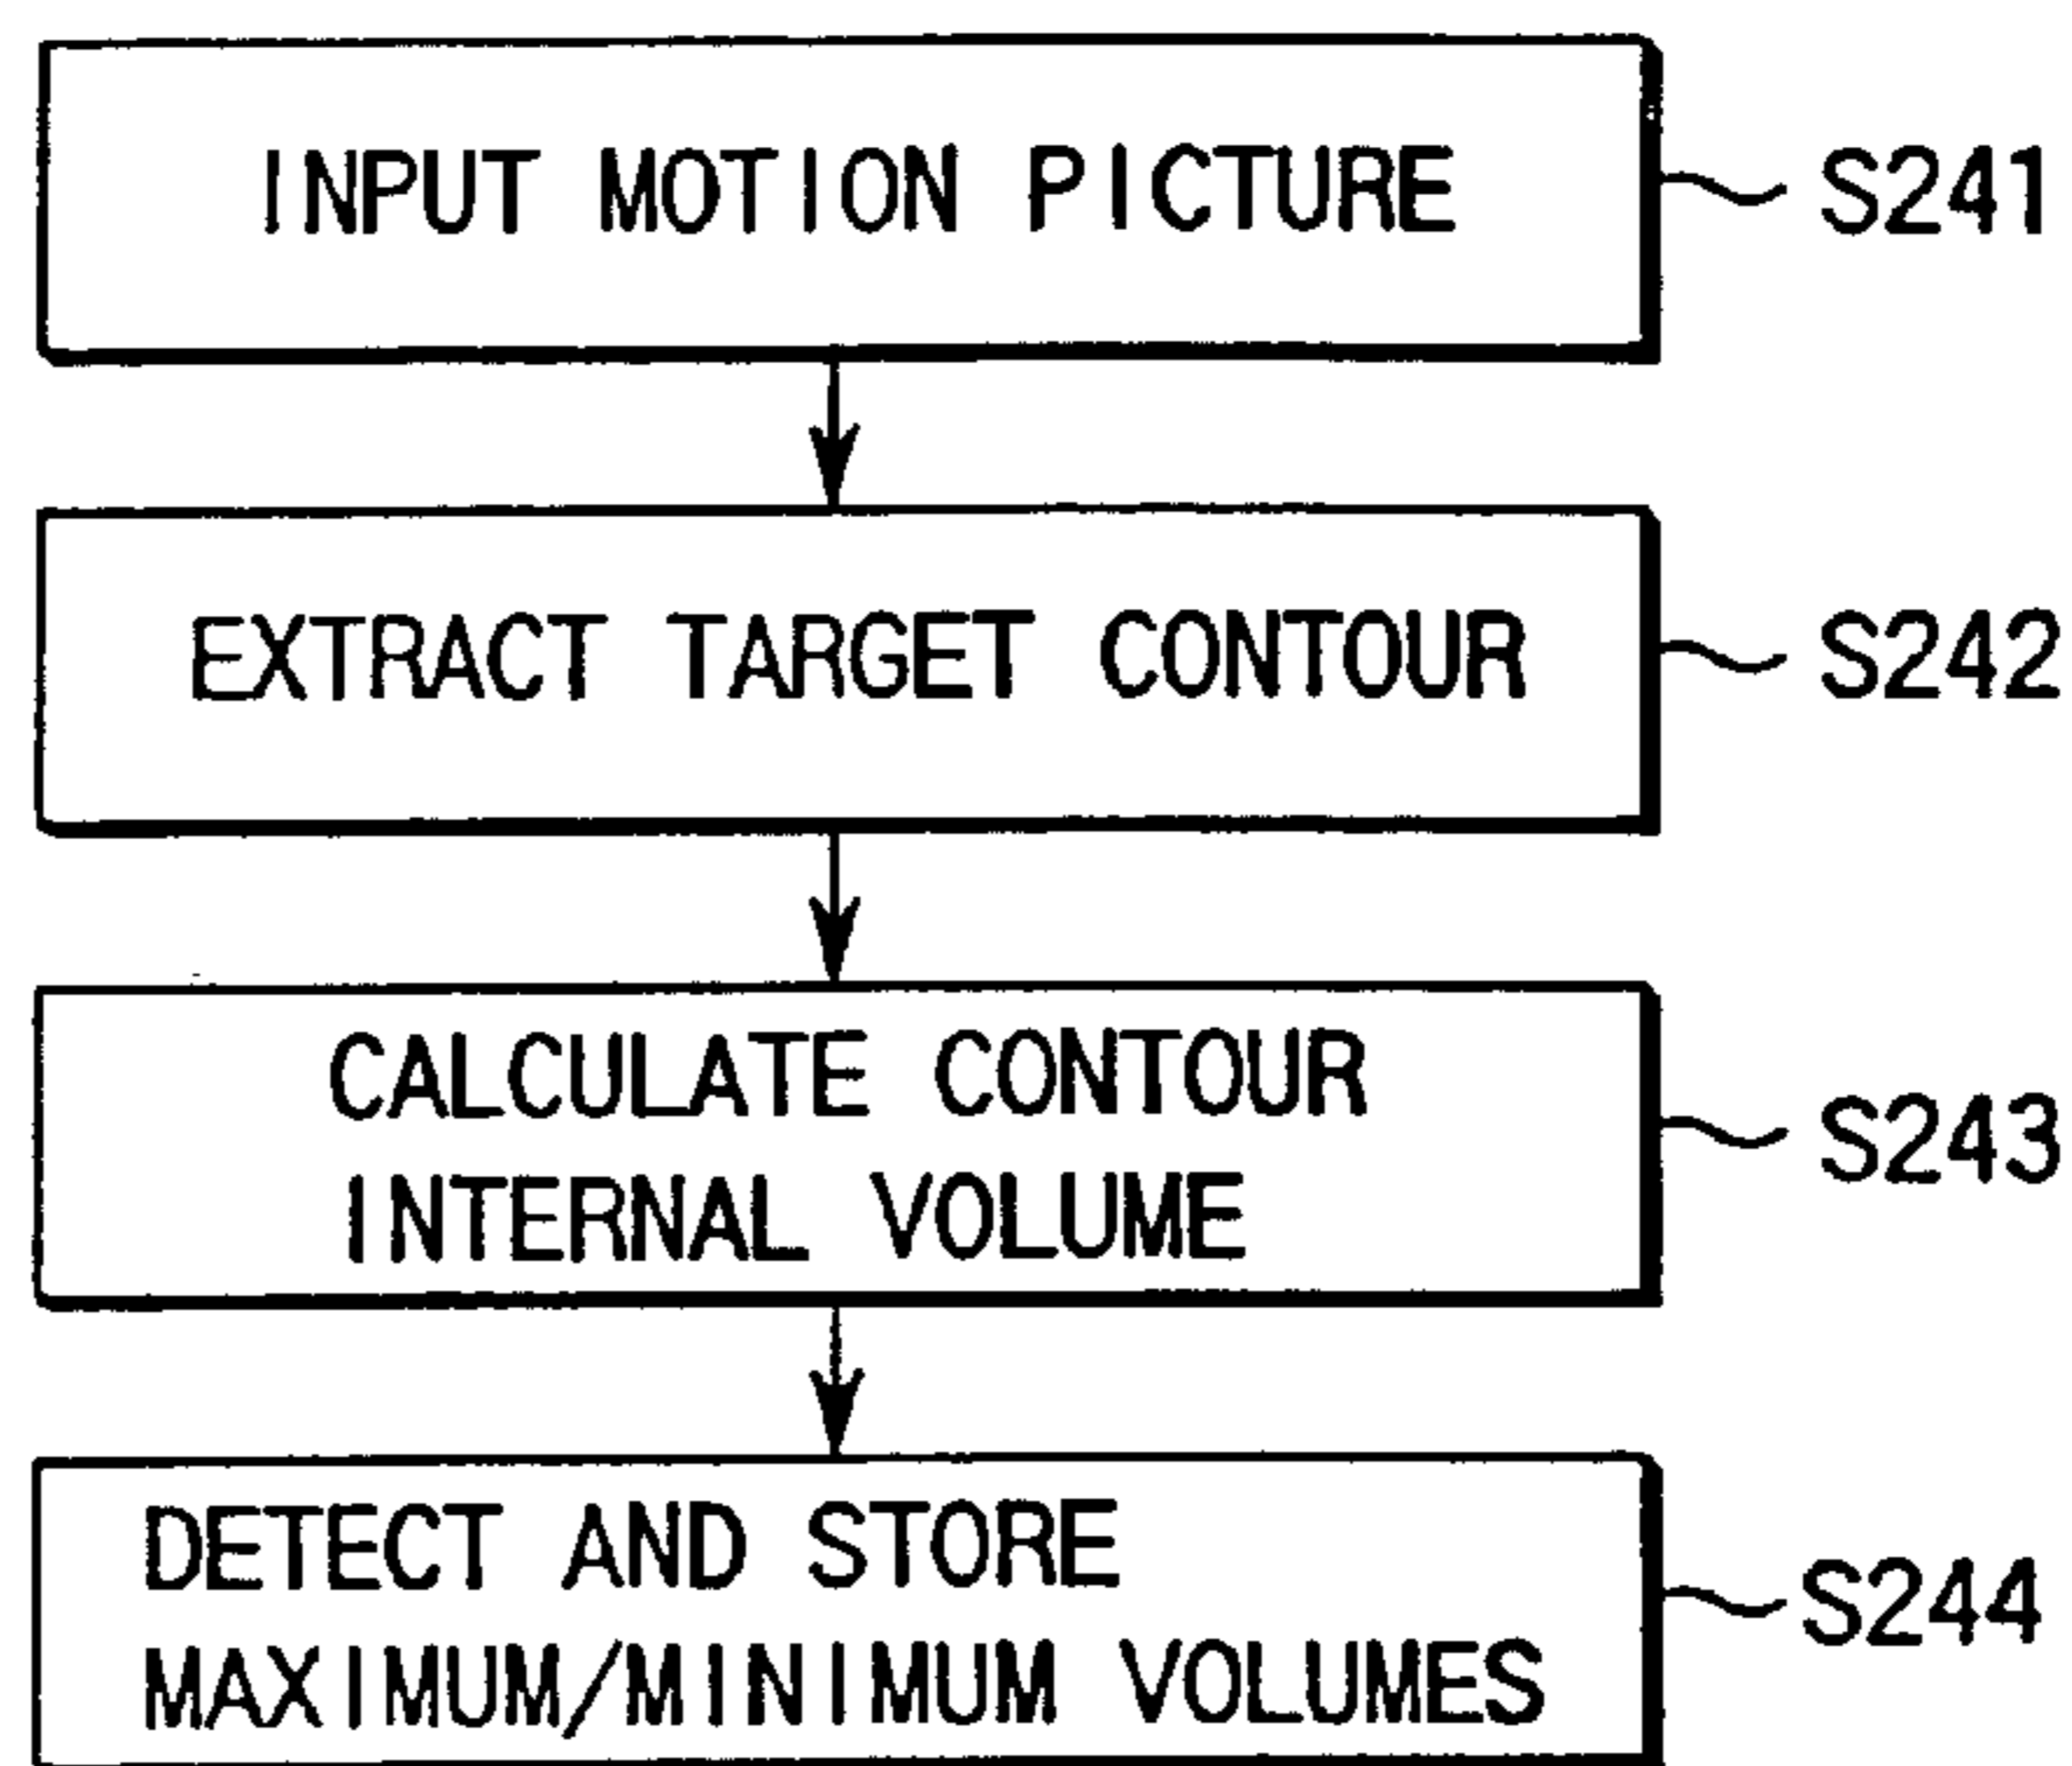 INPUT MOTION PICTURE
S241
EXTRACT TARGET CONTOUR
S242
CALCULATE CONTOUR
INTERNAL VOLUME
S243
DETECT AND STORE
MAXIMUM/MINIMUM VOLUMES
S244